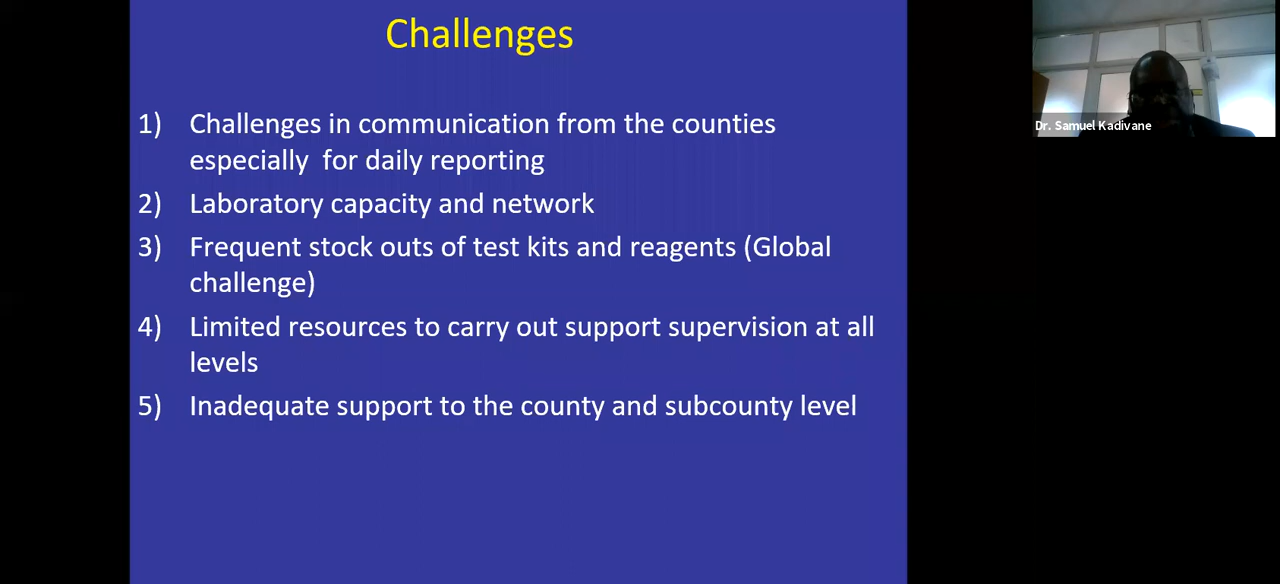 Challenges
1) Challenges in communication from the counties
especially for daily reporting
2) Laboratory capacity and network
3) Frequent stock outs of test kits and reagents (Global
challenge)
4) Limited resources to carry out support supervision at all
levels
5) Inadequate support to the county and subcounty level
Dr. Samuel Kadivane